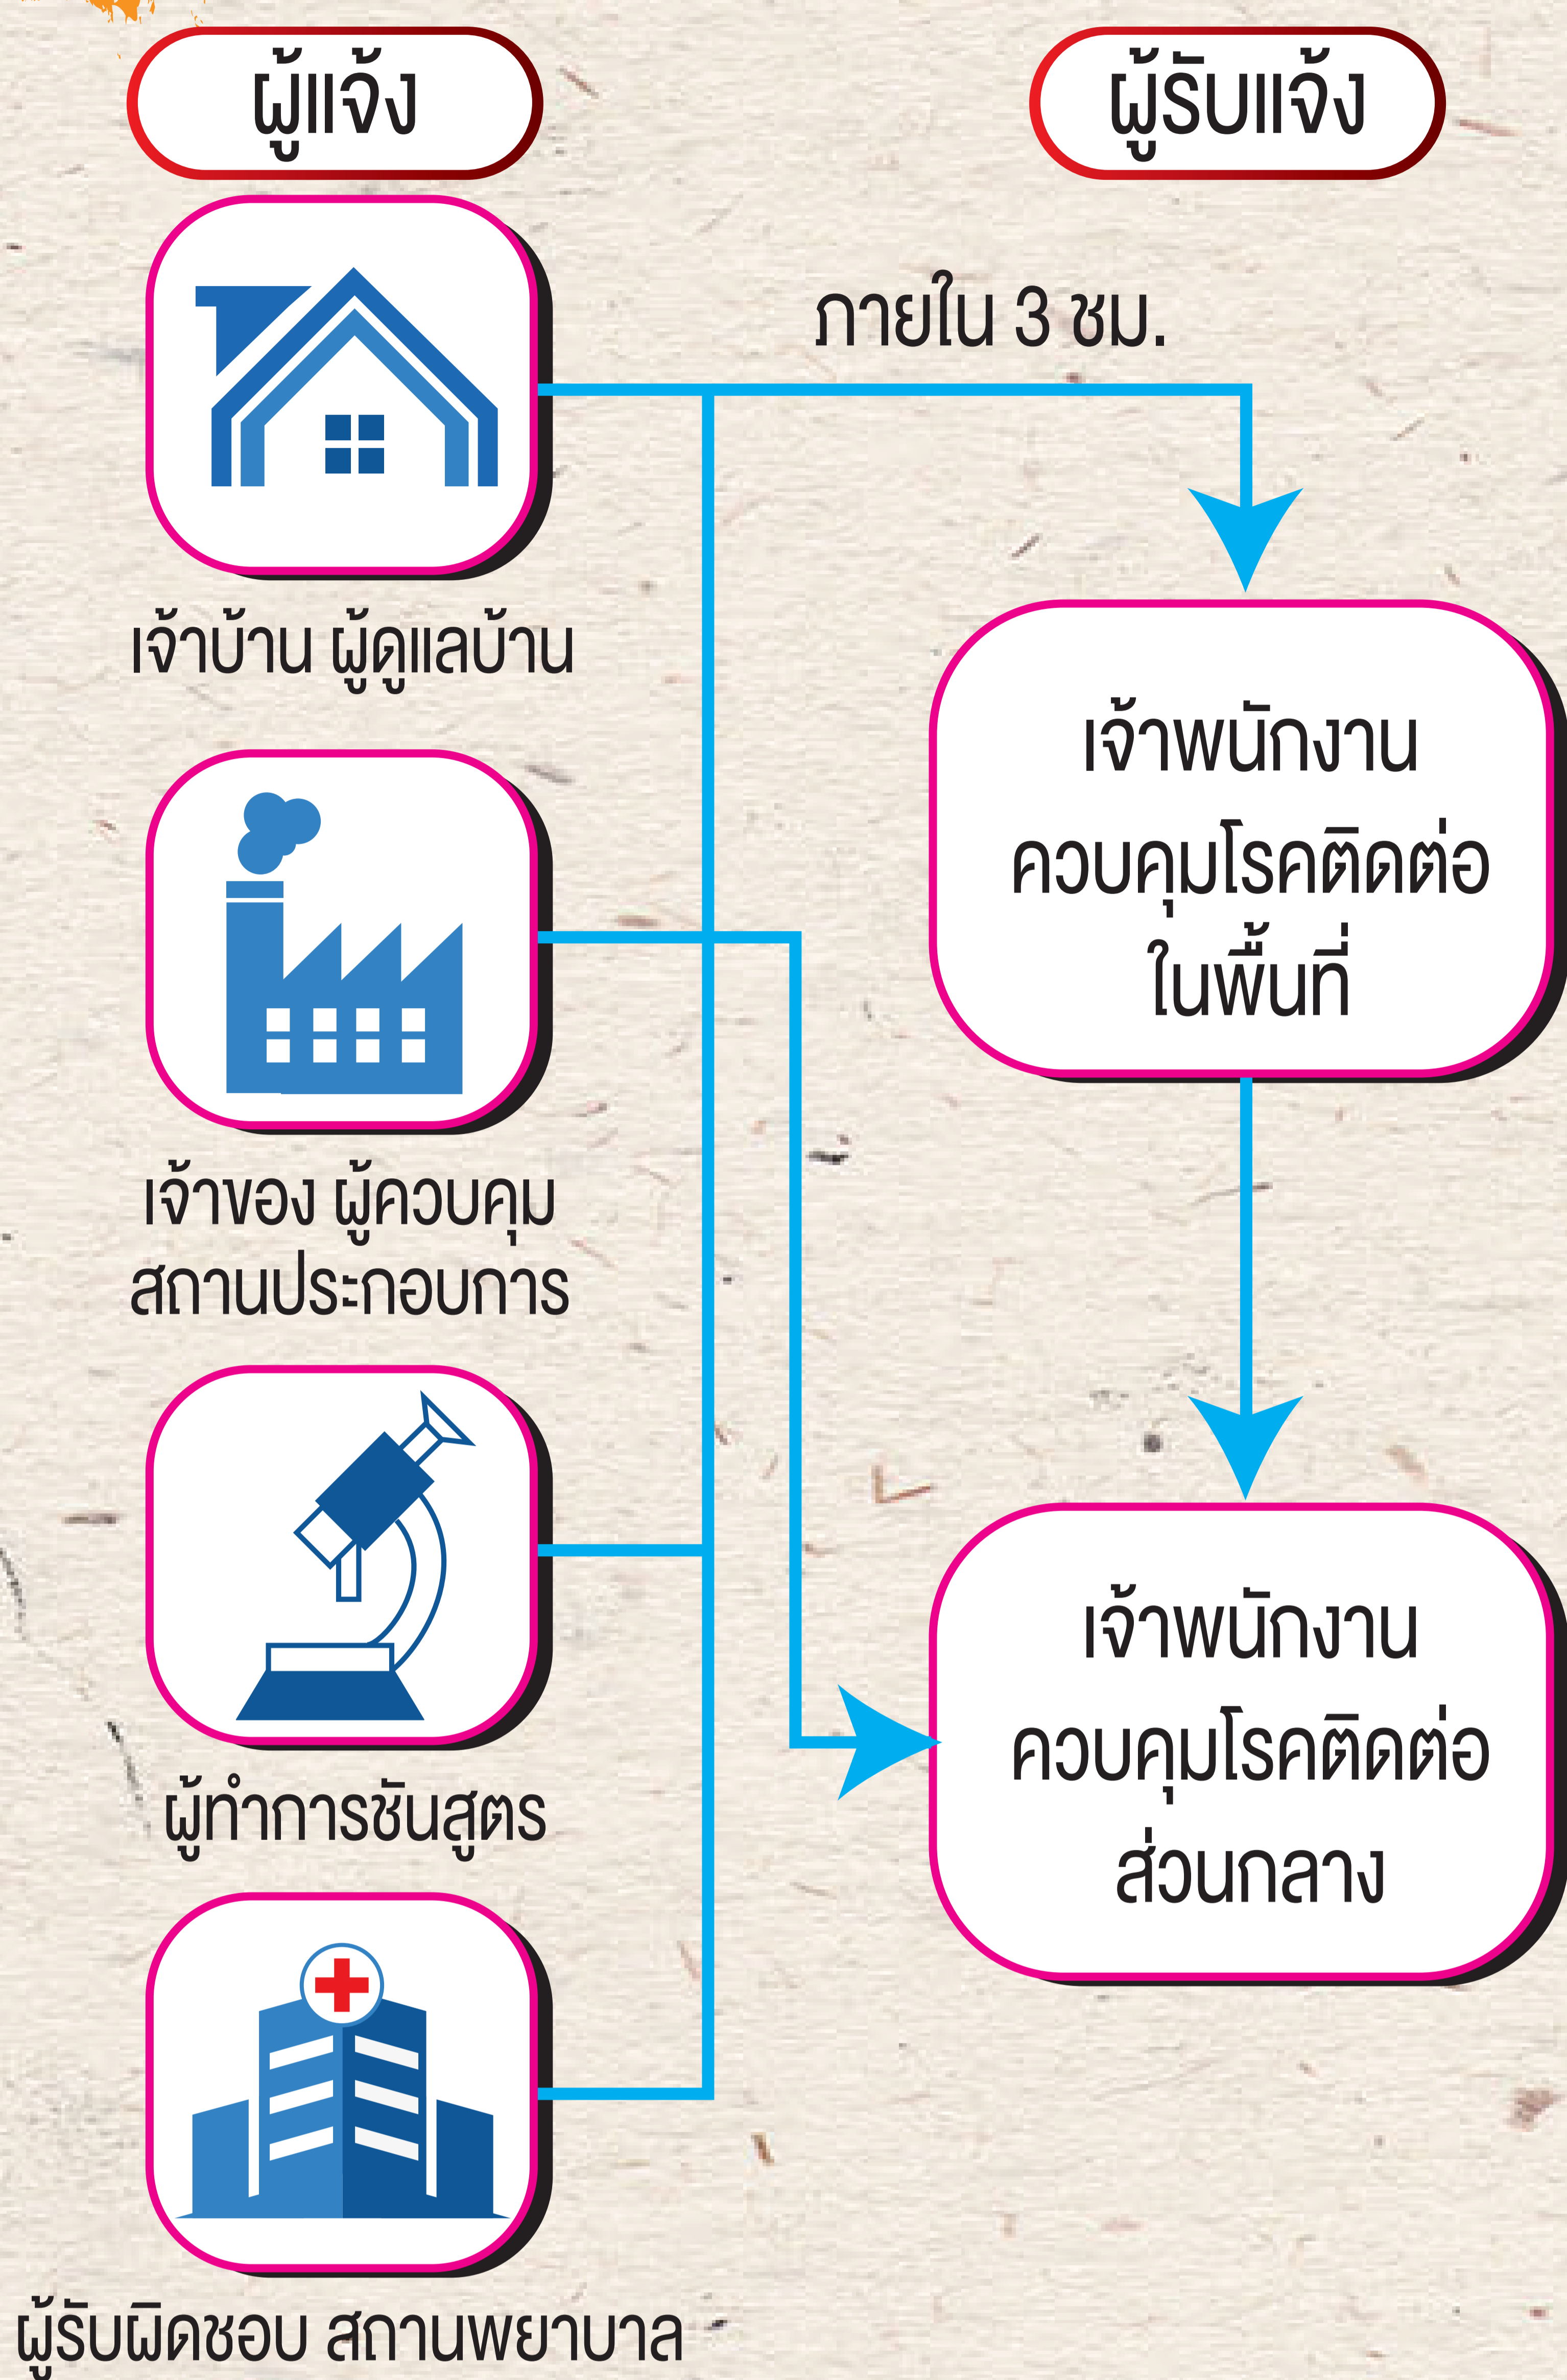 ผู้แจ้ง
ผู้รับแจ้ง
ภายใน 3 ชม.
เจ้าบ้าน ผู้ดูแลบ้าน
เจ้าพนักงาน
ควบคุมโรคติดต่อ
ในพื้นที่
เจ้าของ ผู้ควบคุม
สถานประกอบการ
เจ้าพนักงาน
ควบคุมโรคติดต่อ
ส่วนกลาง
ผู้ทำการชันสูตร
ผู้รับผิดชอบ สถานพยาบาล